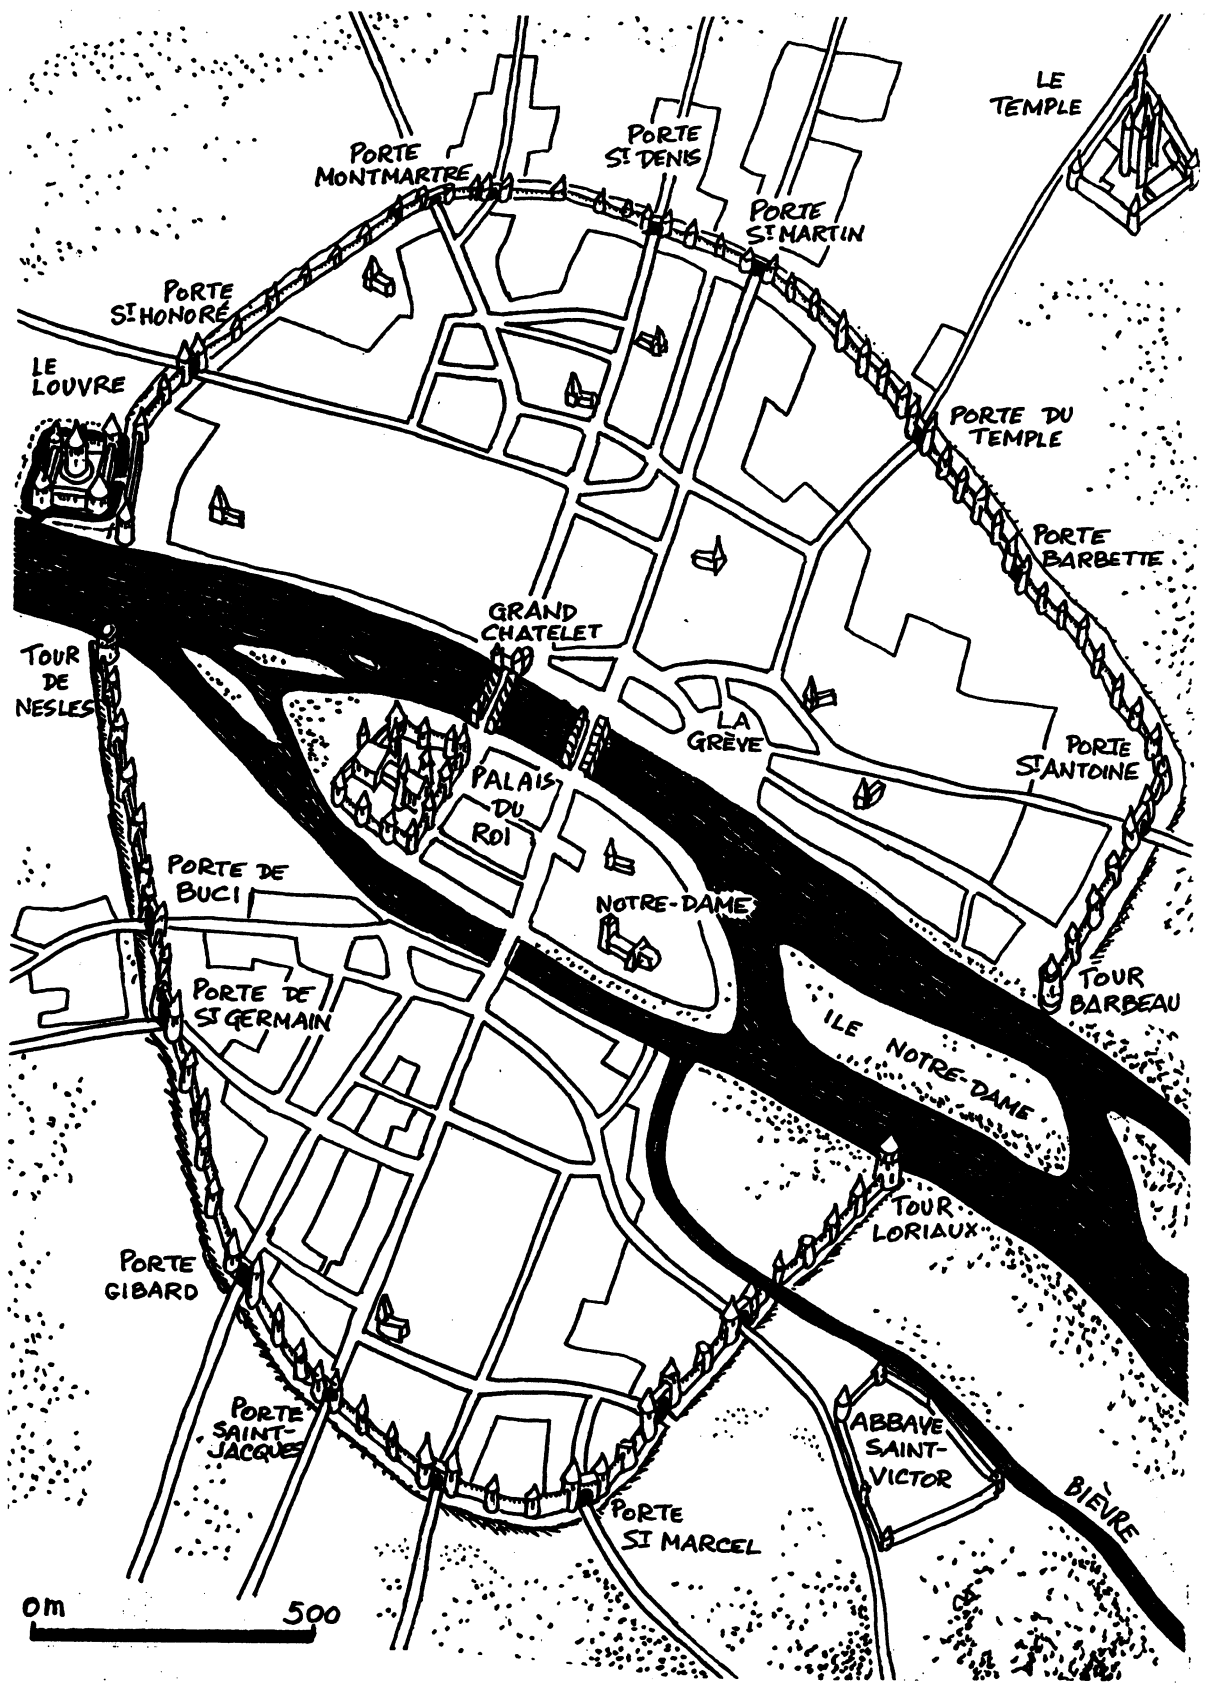 LE
TEMPLE
PORTE
ST DENIS
PORTE
MONTMARTRE
PORTE
ST MARTIN
PORTE
ST HONORÉ
LE
LOUVRE
PORTE DU
TEMPLE
PORTE
BARBETTE
GRAND
CHATELET
TOUR
DE
NESLES
LA
GRÈVE
PORTE
ST ANTOINE
PALAIS
DU
ROI
PORTE DE
BUCI
NOTRE-DAME
TOUR
BARBEAU
PORTE DE
ST GERMAIN
ILE NOTRE-DAME
TOUR
LORIAUX
PORTE
GIBARD
PORTE
SAINT-
JACQUES
ABBAYE
SAINT-
VICTOR
BIÈVRE
PORTE
ST MARCEL
0m 500